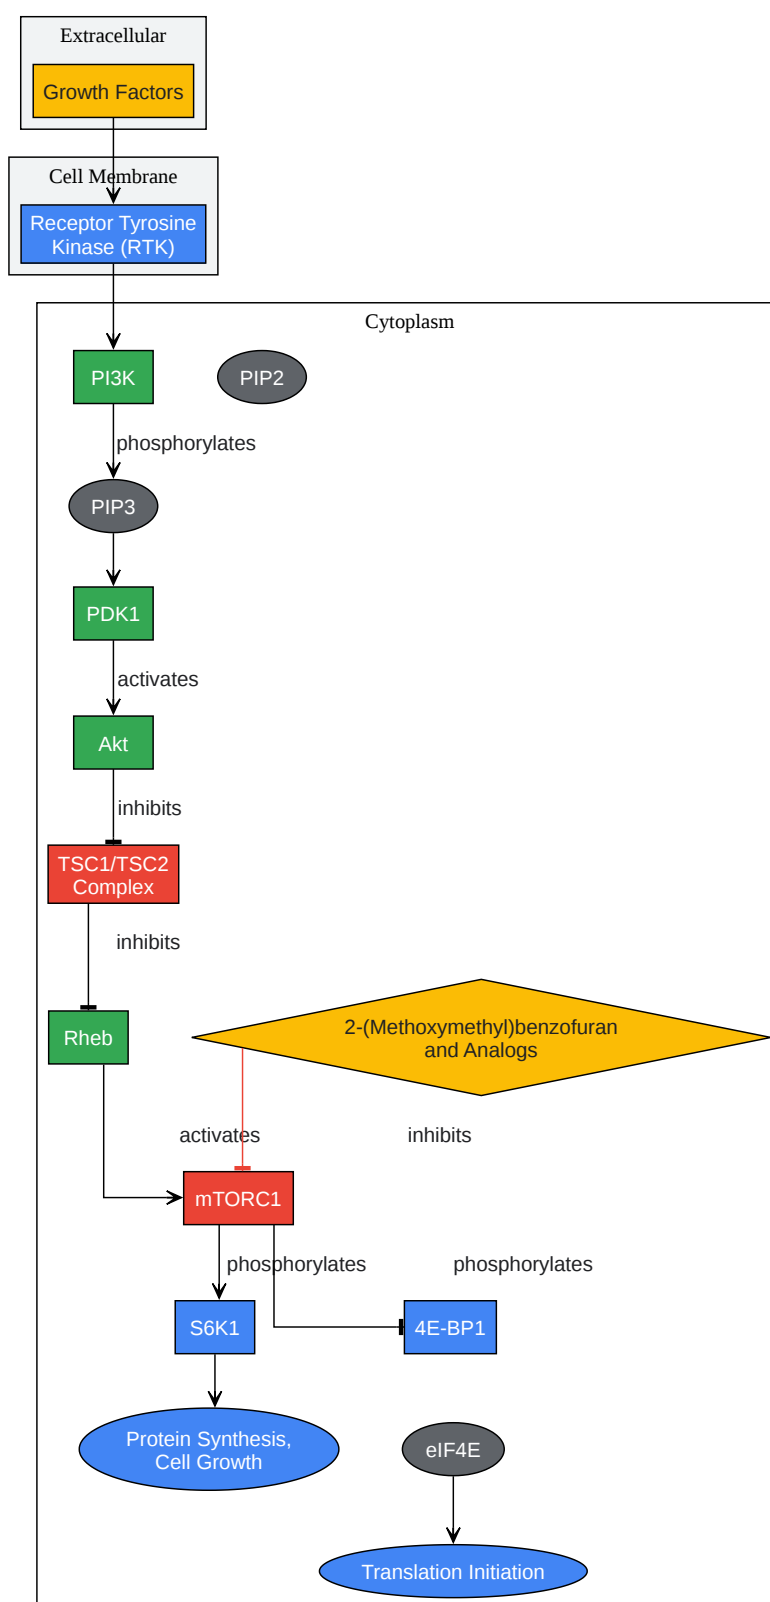 Extracellular
Growth Factors
Cell Membrane
Receptor Tyrosine
Kinase (RTK)
Cytoplasm
PI3K
PIP2
phosphorylates
PIP3
PDK1
activates
Akt
inhibits
TSC1/TSC2
Complex
inhibits
Rheb
2-(Methoxymethyl)benzofuran
and Analogs
activates
inhibits
mTORC1
phosphorylates
phosphorylates
S6K1
4E-BP1
Protein Synthesis,
Cell Growth
eIF4E
Translation Initiation